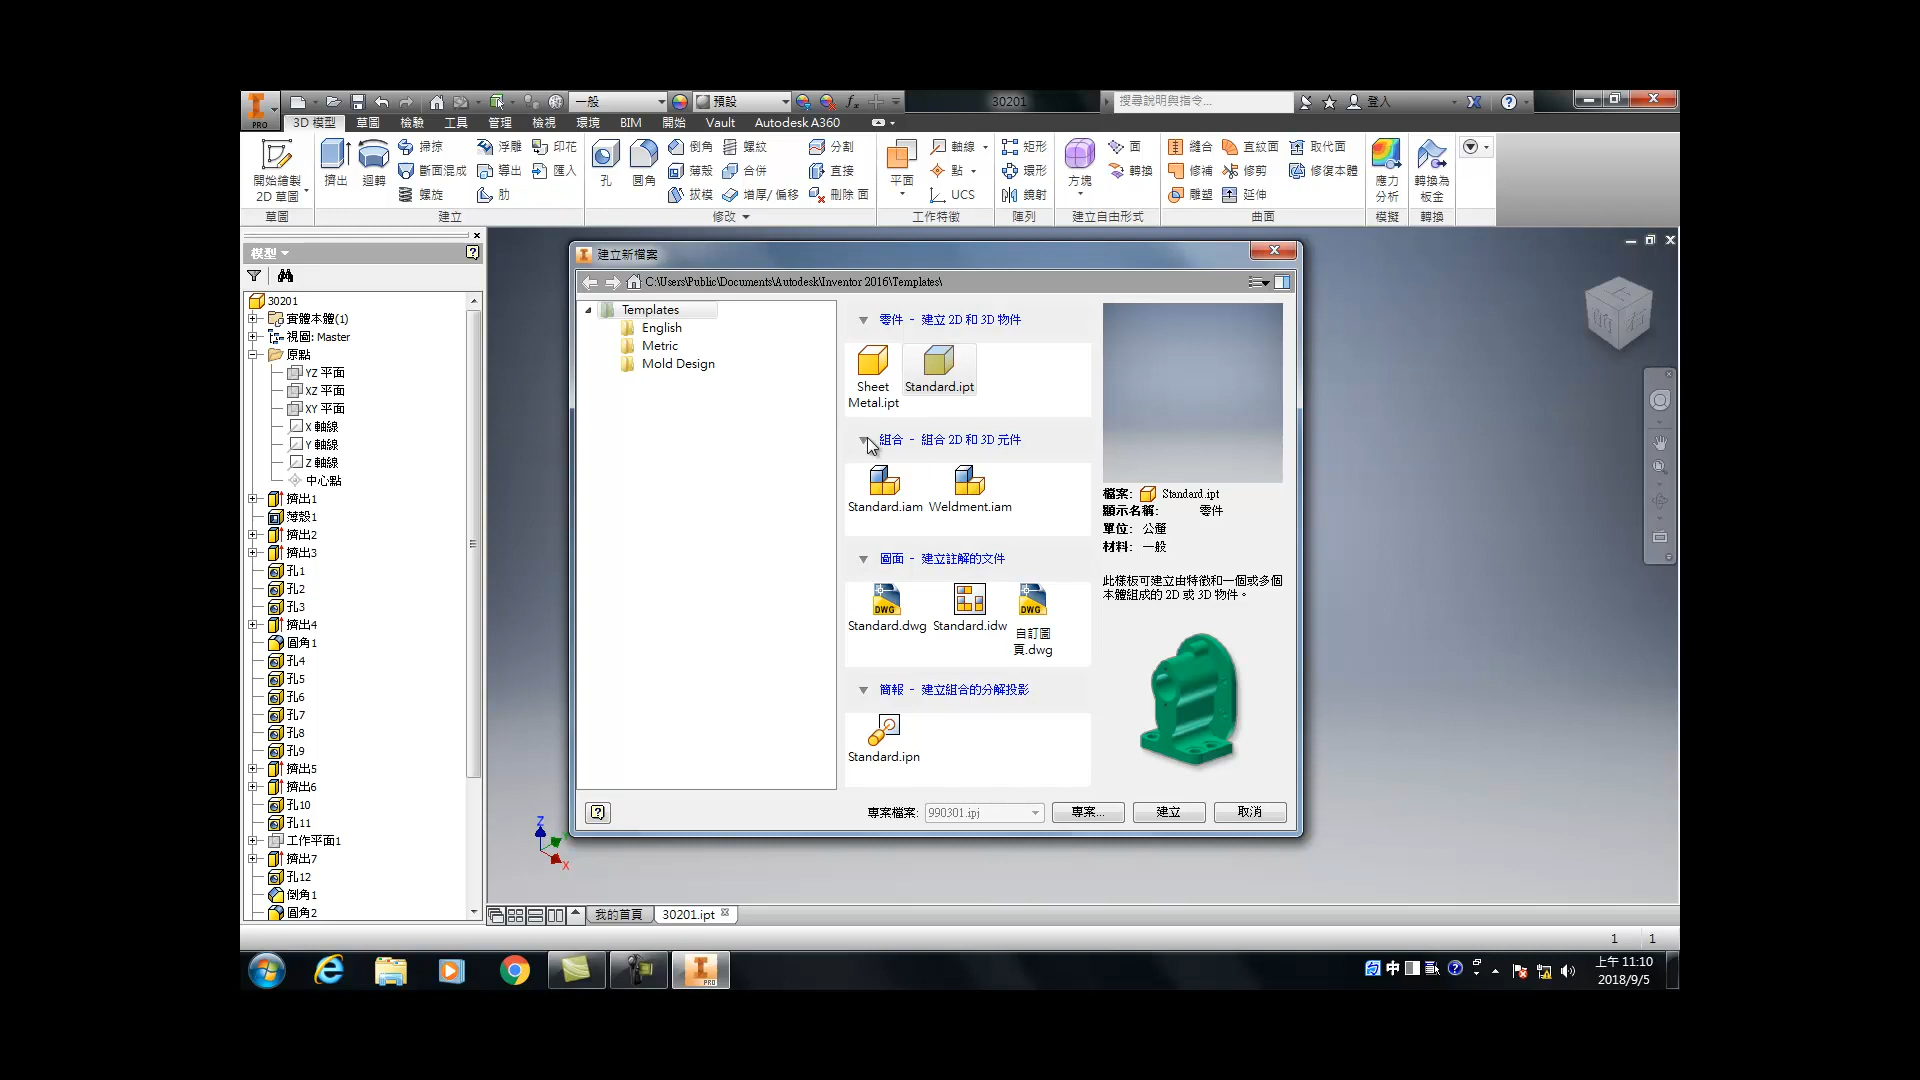 PRO
一般
預設
30201
搜尋說明與指令...
登入
3D 模型 草圖 檢驗 工具 管理 檢視 環境 BIM 開始 Vault Autodesk A360
開始繪製
2D 草圖
擠出
迴轉
掃掠
斷面混成
螺旋
浮雕
導出
肋
印花
匯入
孔
圓角
倒角
薄殼
拔模
螺紋
合併
增厚/ 偏移
分割
直接
刪除 面
平面
軸線
點
UCS
矩形
環形
鏡射
方塊
面
轉換
縫合
修補
雕塑
直紋面
修剪
延伸
取代面
修復本體
應力
分析
轉換為
板金
草圖 建立 修改 工作特徵 陣列 建立自由形式 曲面 模擬 轉換
模型
30201
實體本體(1)
視圖: Master
原點
YZ 平面
XZ 平面
XY 平面
X 軸線
Y 軸線
Z 軸線
中心點
擠出1
薄殼1
擠出2
擠出3
孔1
孔2
孔3
擠出4
圓角1
孔4
孔5
孔6
孔7
孔8
孔9
擠出5
擠出6
孔10
孔11
工作平面1
擠出7
孔12
倒角1
圓角2
建立新檔案
C:\Users\Public\Documents\Autodesk\Inventor 2016\Templates\
Templates
English
Metric
Mold Design
零件 - 建立 2D 和 3D 物件
Sheet
Metal.ipt
Standard.ipt
組合 - 組合 2D 和 3D 元件
Standard.iam
Weldment.iam
圖面 - 建立註解的文件
DWG
Standard.dwg
Standard.idw
DWG
自訂圖
頁.dwg
簡報 - 建立組合的分解投影
Standard.ipn
檔案: Standard.ipt
顯示名稱: 零件
單位: 公釐
材料: 一般
此樣板可建立由特徵和一個或多個
本體組成的 2D 或 3D 物件。
專案檔案: 990301.ipj
專案...
建立
取消
前
右
Z
X
我的首頁
30201.ipt
1 1
PRO
中
上午 11:10
2018/9/5